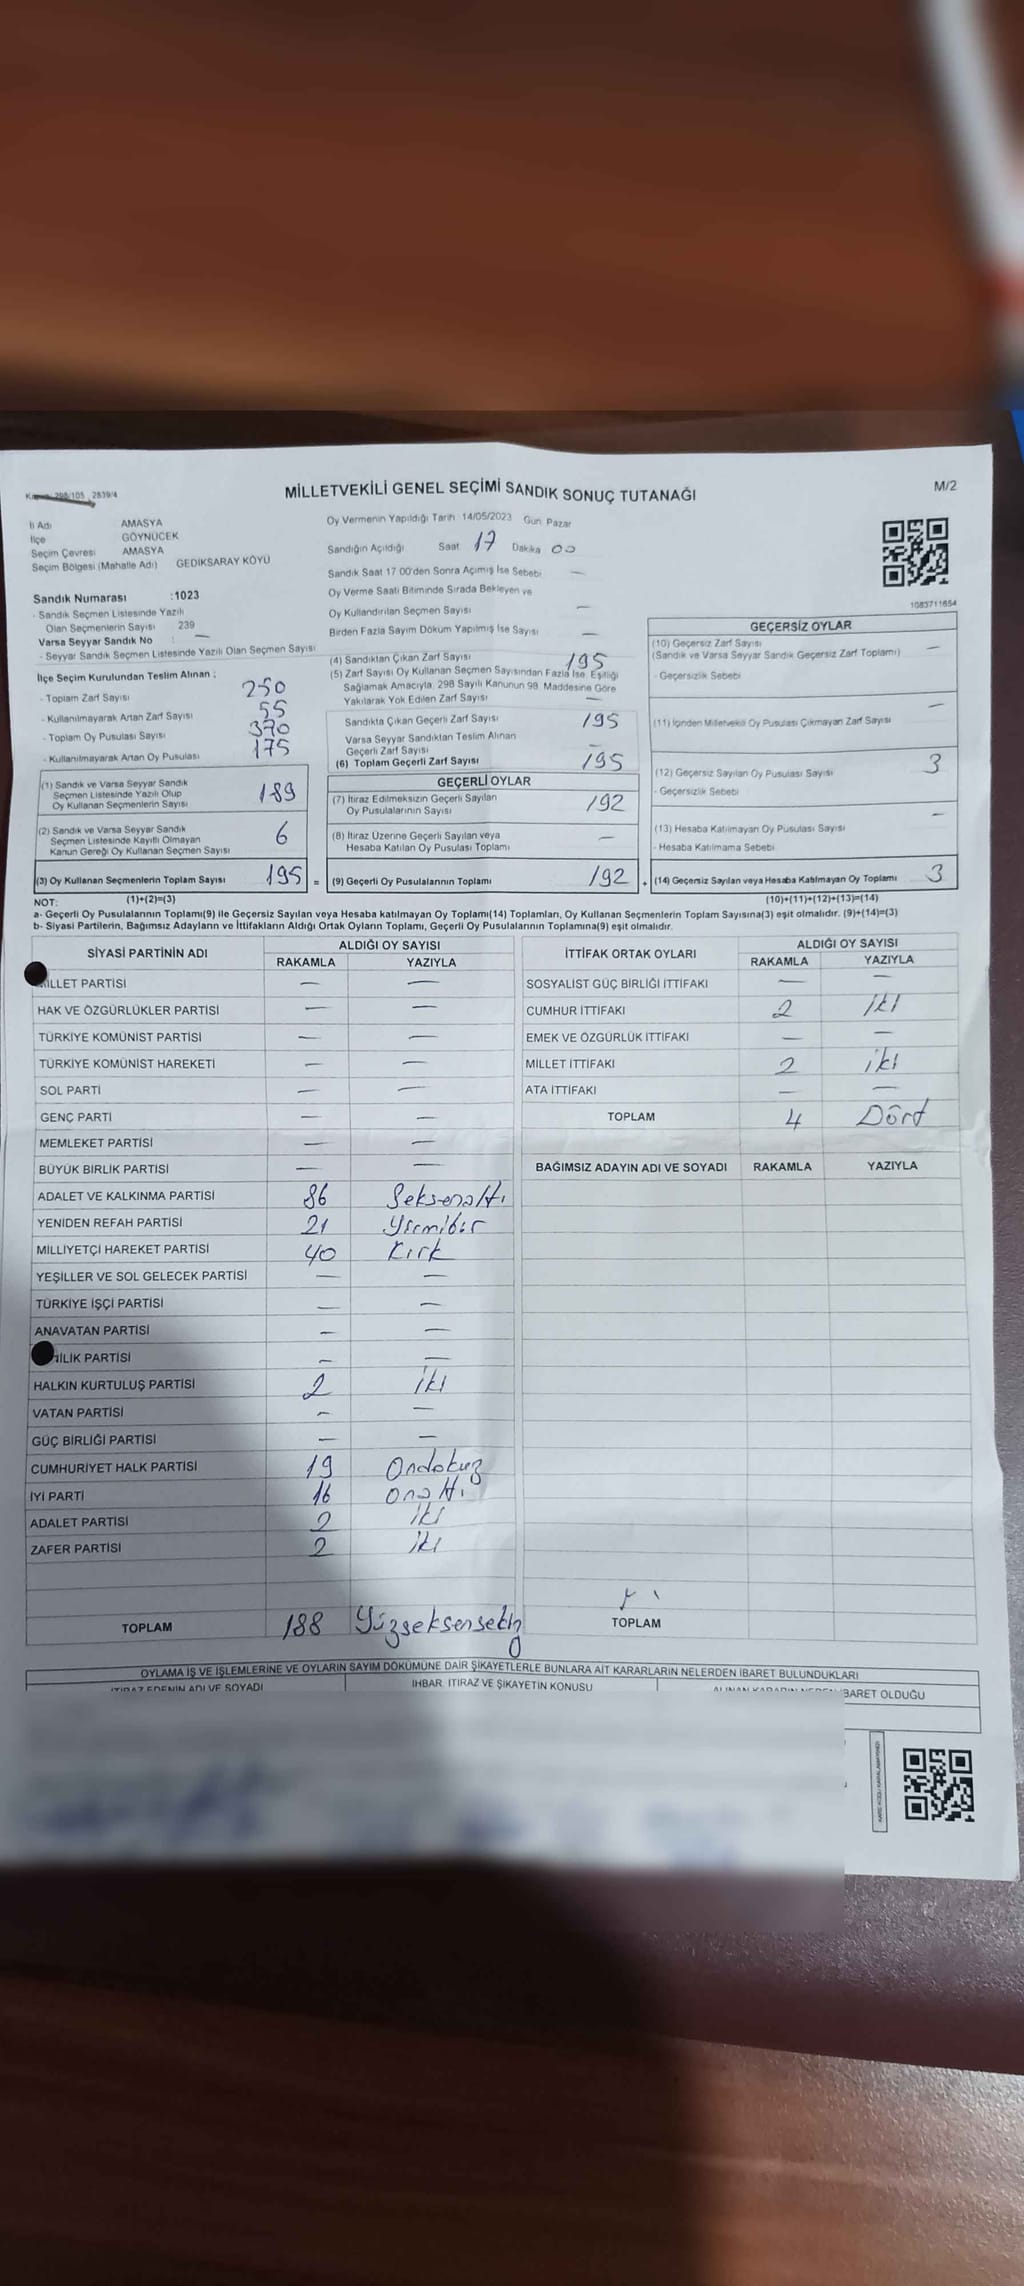 MİLLETVEKİLİ GENEL SEÇİMİ SANDIK SONUÇ TUTANAĞI
M/2
298/105 2839/4
İl Adı AMASYA
İlçe GÖYNÜCEK
Seçim Çevresi AMASYA
Seçim Bölgesi (Mahalle Adı) GEDİKSARAY KÖYÜ
Sandık Numarası :1023
- Sandık Seçmen Listesinde Yazılı
Olan Seçmenlerin Sayısı 239
Varsa Seyyar Sandık No : —
- Seyyar Sandık Seçmen Listesinde Yazılı Olan Seçmen Sayısı
İlçe Seçim Kurulundan Teslim Alınan :
- Toplam Zarf Sayısı 250
- Kullanılmayarak Artan Zarf Sayısı 55
- Toplam Oy Pusulası Sayısı 370
- Kullanılmayarak Artan Oy Pusulası 175
(1) Sandık ve Varsa Seyyar Sandık
Seçmen Listesinde Yazılı Olup
Oy Kullanan Seçmenlerin Sayısı 189
(2) Sandık ve Varsa Seyyar Sandık
Seçmen Listesinde Kayıtlı Olmayan
Kanun Gereği Oy Kullanan Seçmen Sayısı 6
(3) Oy Kullanan Seçmenlerin Toplam Sayısı 195 =
Oy Vermenin Yapıldığı Tarih 14/05/2023 Gün Pazar
Sandığın Açıldığı Saat 17 Dakika 00
Sandık Saat 17 00'den Sonra Açımış İse Sebebi —
Oy Verme Saati Bitiminde Sırada Bekleyen ve
Oy Kullandırılan Seçmen Sayısı —
Birden Fazla Sayım Döküm Yapılmış İse Sayısı —
(4) Sandıktan Çıkan Zarf Sayısı 195
(5) Zarf Sayısı Oy Kullanan Seçmen Sayısından Fazla İse, Eşitliği
Sağlamak Amacıyla, 298 Sayılı Kanunun 98. Maddesine Göre
Yakılarak Yok Edilen Zarf Sayısı —
Sandıkta Çıkan Geçerli Zarf Sayısı 195
Varsa Seyyar Sandıktan Teslim Alınan
Geçerli Zarf Sayısı —
(6) Toplam Geçerli Zarf Sayısı 195
GEÇERLİ OYLAR
(7) İtiraz Edilmeksizin Geçerli Sayılan
Oy Pusulalarının Sayısı 192
(8) İtiraz Üzerine Geçerli Sayılan veya
Hesaba Katılan Oy Pusulası Toplamı —
(9) Geçerli Oy Pusulalarının Toplamı 192 +
1083711654
GEÇERSİZ OYLAR
(10) Geçersiz Zarf Sayısı —
(Sandık ve Varsa Seyyar Sandık Geçersiz Zarf Toplamı)
- Geçersizlik Sebebi
(11) İçinden Milletvekili Oy Pusulası Çıkmayan Zarf Sayısı —
(12) Geçersiz Sayılan Oy Pusulası Sayısı 3
- Geçersizlik Sebebi
(13) Hesaba Katılmayan Oy Pusulası Sayısı —
- Hesaba Katılmama Sebebi
(14) Geçersiz Sayılan veya Hesaba Katılmayan Oy Toplamı 3
NOT: (1)+(2)=(3) (10)+(11)+(12)+(13)=(14)
a- Geçerli Oy Pusulalarının Toplamı(9) ile Geçersiz Sayılan veya Hesaba katılmayan Oy Toplamı(14) Toplamları, Oy Kullanan Seçmenlerin Toplam Sayısına(3) eşit olmalıdır. (9)+(14)=(3)
b- Siyasi Partilerin, Bağımsız Adayların ve İttifakların Aldığı Ortak Oyların Toplamı, Geçerli Oy Pusulalarının Toplamına(9) eşit olmalıdır.
SİYASİ PARTİNİN ADI ALDIĞI OY SAYISI
RAKAMLA YAZIYLA
MİLLET PARTİSİ — —
HAK VE ÖZGÜRLÜKLER PARTİSİ — —
TÜRKİYE KOMÜNİST PARTİSİ — —
TÜRKİYE KOMÜNİST HAREKETİ — —
SOL PARTİ — —
GENÇ PARTİ — —
MEMLEKET PARTİSİ — —
BÜYÜK BİRLİK PARTİSİ — —
ADALET VE KALKINMA PARTİSİ 86 Seksenaltı
YENİDEN REFAH PARTİSİ 21 Yirmibir
MİLLİYETÇİ HAREKET PARTİSİ 40 Kırk
YEŞİLLER VE SOL GELECEK PARTİSİ — —
TÜRKİYE İŞÇİ PARTİSİ — —
ANAVATAN PARTİSİ — —
İLİK PARTİSİ — —
HALKIN KURTULUŞ PARTİSİ 2 iki
VATAN PARTİSİ — —
GÜÇ BİRLİĞİ PARTİSİ — —
CUMHURİYET HALK PARTİSİ 19 Ondokuz
İYİ PARTİ 16 onaltı
ADALET PARTİSİ 2 iki
ZAFER PARTİSİ 2 iki
TOPLAM 188 Yüzseksensekiz
İTTİFAK ORTAK OYLARI ALDIĞI OY SAYISI
RAKAMLA YAZIYLA
SOSYALİST GÜÇ BİRLİĞİ İTTİFAKI — —
CUMHUR İTTİFAKI 2 iki
EMEK VE ÖZGÜRLÜK İTTİFAKI — —
MİLLET İTTİFAKI 2 iki
ATA İTTİFAKI — —
TOPLAM 4 Dört
BAĞIMSIZ ADAYIN ADI VE SOYADI RAKAMLA YAZIYLA
TOPLAM
OYLAMA İŞ VE İŞLEMLERİNE VE OYLARIN SAYIM DÖKÜMÜNE DAİR ŞİKAYETLERLE BUNLARA AİT KARARLARIN NELERDEN İBARET BULUNDUKLARI
İTİRAZ EDENİN ADI VE SOYADI
İHBAR, İTİRAZ VE ŞİKAYETİN KONUSU
ALINAN KARARIN NEDEN İBARET OLDUĞU